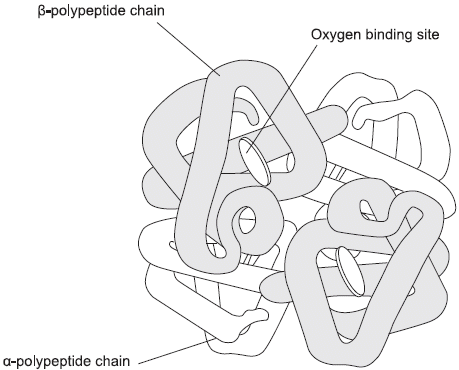 β-polypeptide chain
Oxygen binding site
α-polypeptide chain